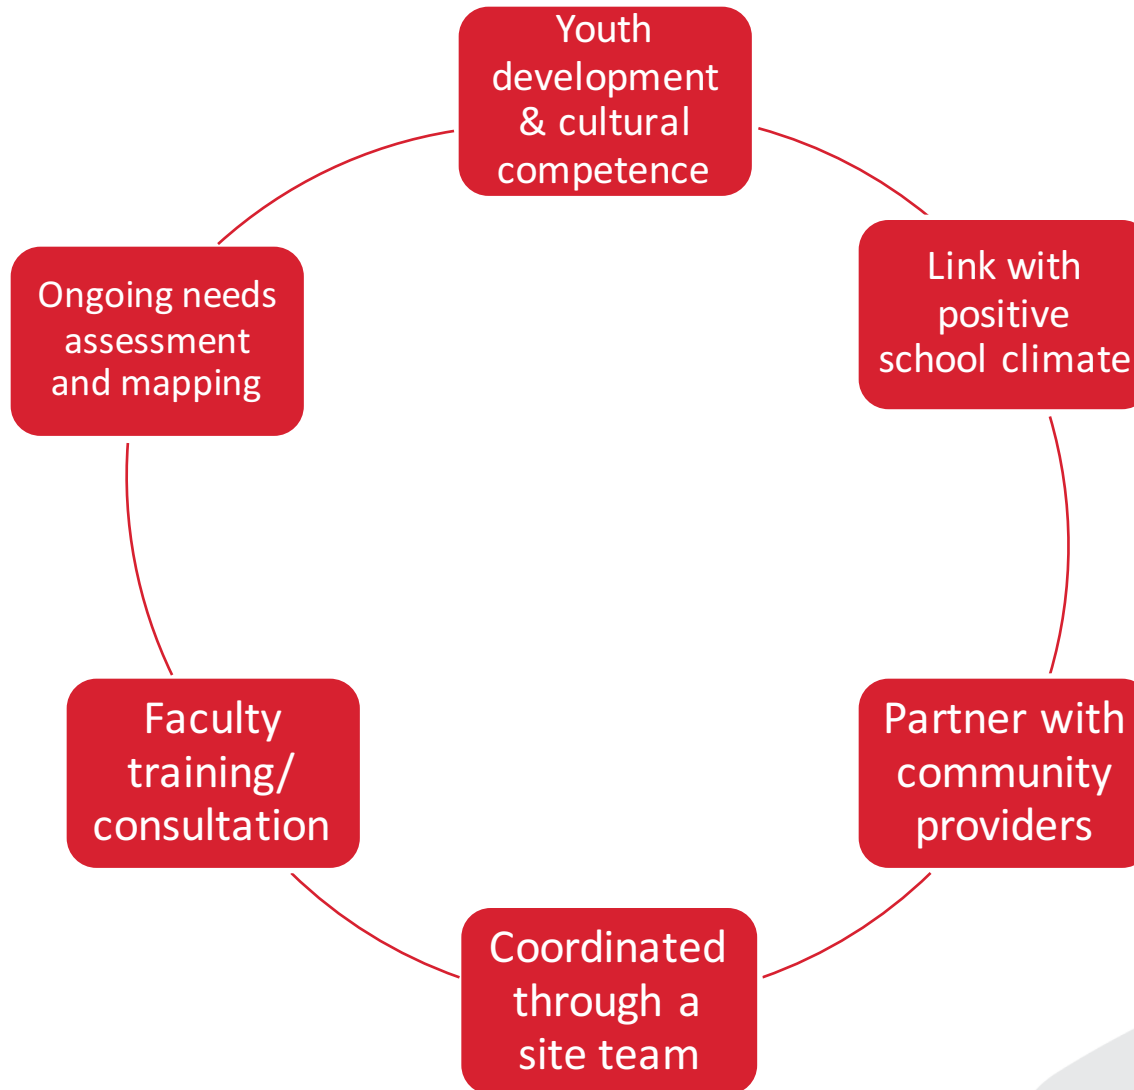 Youth
development
& cultural
competence
Link with
positive
school climate
Partner with
community
providers
Coordinated
through a
site team
Faculty
training/
consultation
Ongoing needs
assessment
and mapping